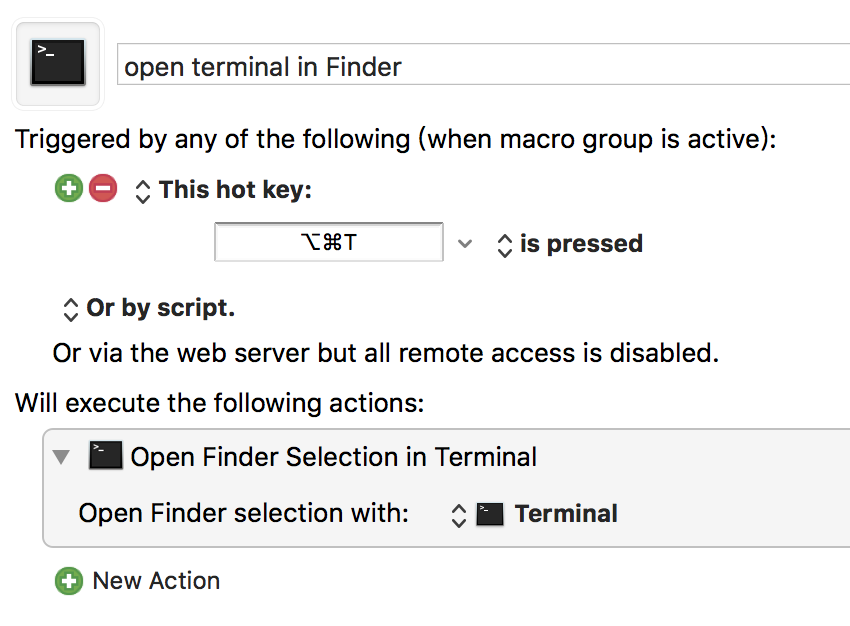 open terminal in Finder
Triggered by any of the following (when macro group is active):
This hot key:
⌥⌘T
is pressed
Or by script.
Or via the web server but all remote access is disabled.
Will execute the following actions:
Open Finder Selection in Terminal
Open Finder selection with: Terminal
New Action